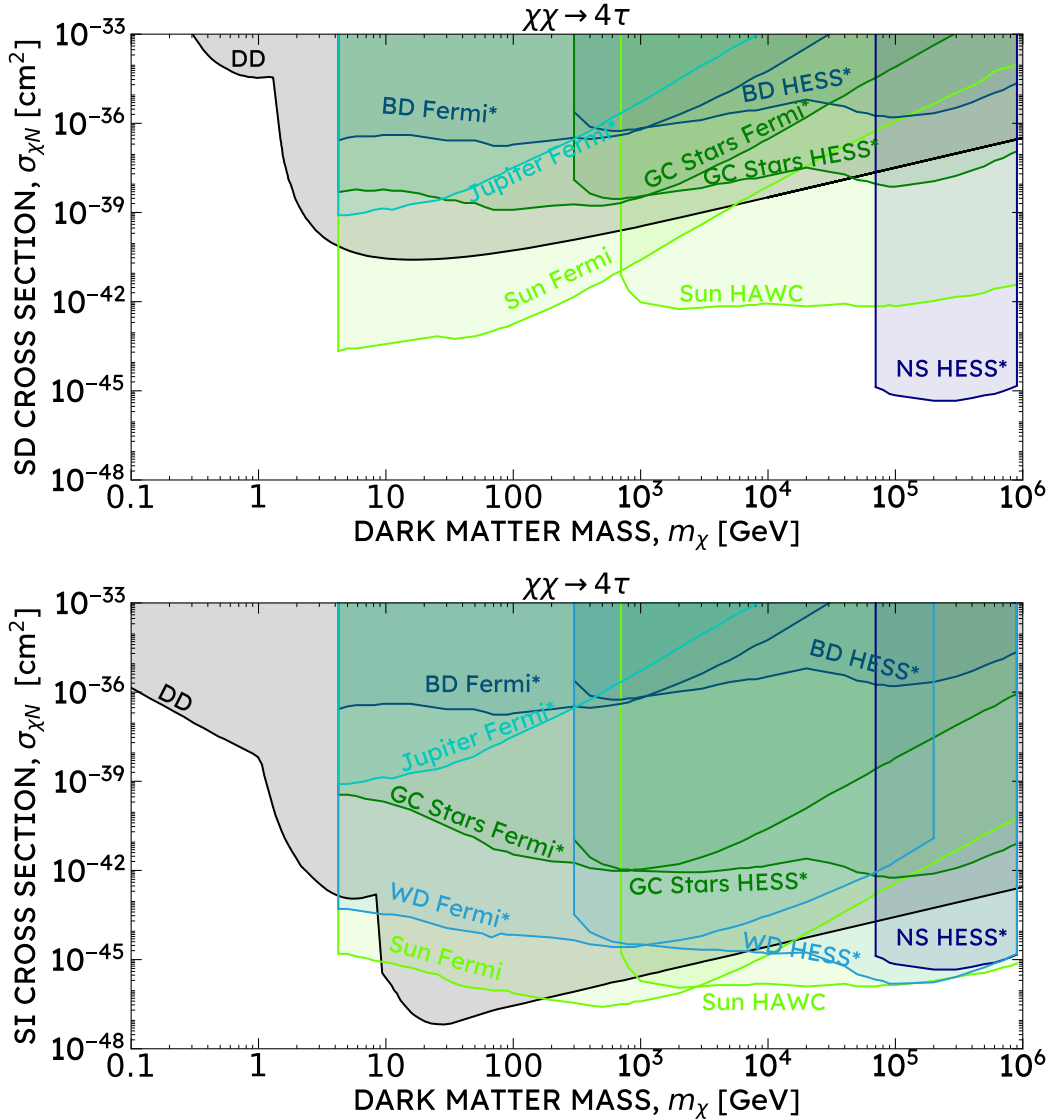 χχ → 4τ
SD CROSS SECTION, σ_χN [cm²]
10⁻³³
10⁻³⁶
10⁻³⁹
10⁻⁴²
10⁻⁴⁵
10⁻⁴⁸
DD
BD Fermi*
BD HESS*
Jupiter Fermi*
GC Stars Fermi*
GC Stars HESS*
Sun Fermi
Sun HAWC
NS HESS*
0.1 1 10 100 10³ 10⁴ 10⁵ 10⁶
DARK MATTER MASS, m_χ [GeV]
χχ → 4τ
SI CROSS SECTION, σ_χN [cm²]
10⁻³³
10⁻³⁶
10⁻³⁹
10⁻⁴²
10⁻⁴⁵
10⁻⁴⁸
DD
BD Fermi*
BD HESS*
Jupiter Fermi*
GC Stars Fermi*
GC Stars HESS*
WD Fermi*
WD HESS*
NS HESS*
Sun Fermi
Sun HAWC
0.1 1 10 100 10³ 10⁴ 10⁵ 10⁶
DARK MATTER MASS, m_χ [GeV]